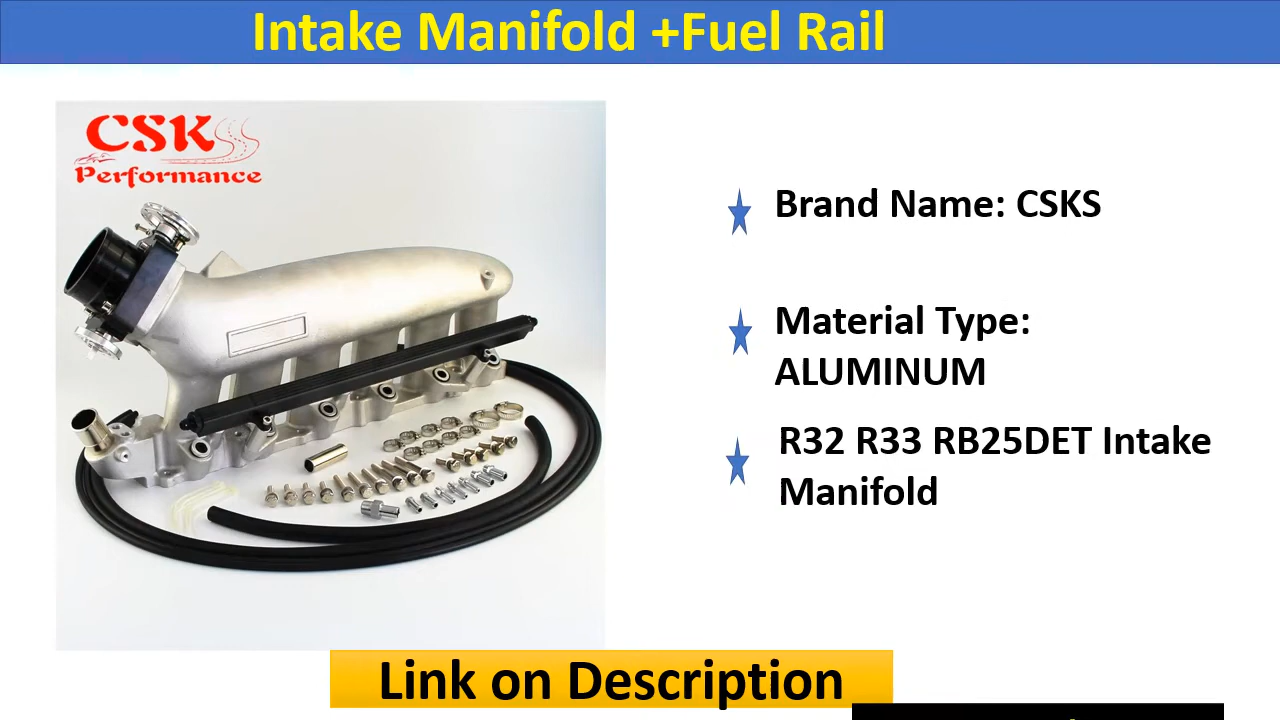 Intake Manifold +Fuel Rail
CSKS
Performance
Brand Name: CSKS
Material Type:
ALUMINUM
R32 R33 RB25DET Intake
Manifold
Link on Description